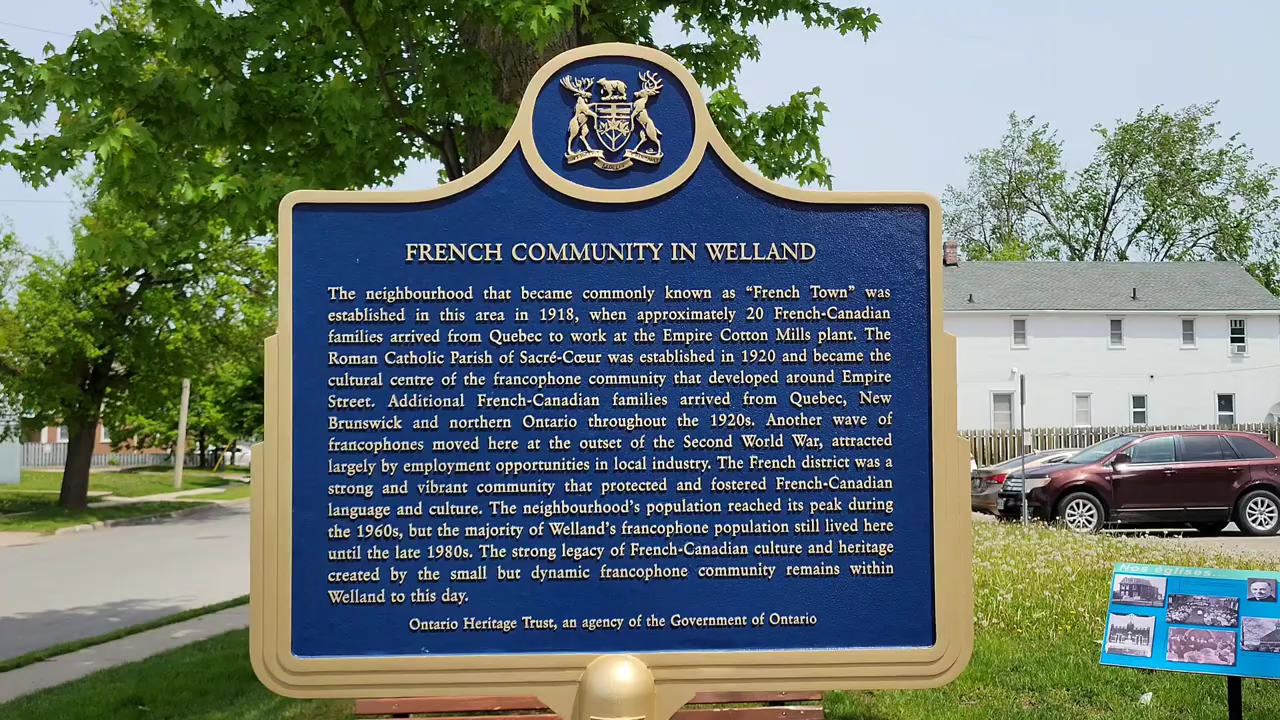 FRENCH COMMUNITY IN WELLAND
The neighbourhood that became commonly known as “French Town” was
established in this area in 1918, when approximately 20 French-Canadian
families arrived from Quebec to work at the Empire Cotton Mills plant. The
Roman Catholic Parish of Sacré-Cœur was established in 1920 and became the
cultural centre of the francophone community that developed around Empire
Street. Additional French-Canadian families arrived from Quebec, New
Brunswick and northern Ontario throughout the 1920s. Another wave of
francophones moved here at the outset of the Second World War, attracted
largely by employment opportunities in local industry. The French district was a
strong and vibrant community that protected and fostered French-Canadian
language and culture. The neighbourhood’s population reached its peak during
the 1960s, but the majority of Welland’s francophone population still lived here
until the late 1980s. The strong legacy of French-Canadian culture and heritage
created by the small but dynamic francophone community remains within
Welland to this day.
Ontario Heritage Trust, an agency of the Government of Ontario
Nos églises...